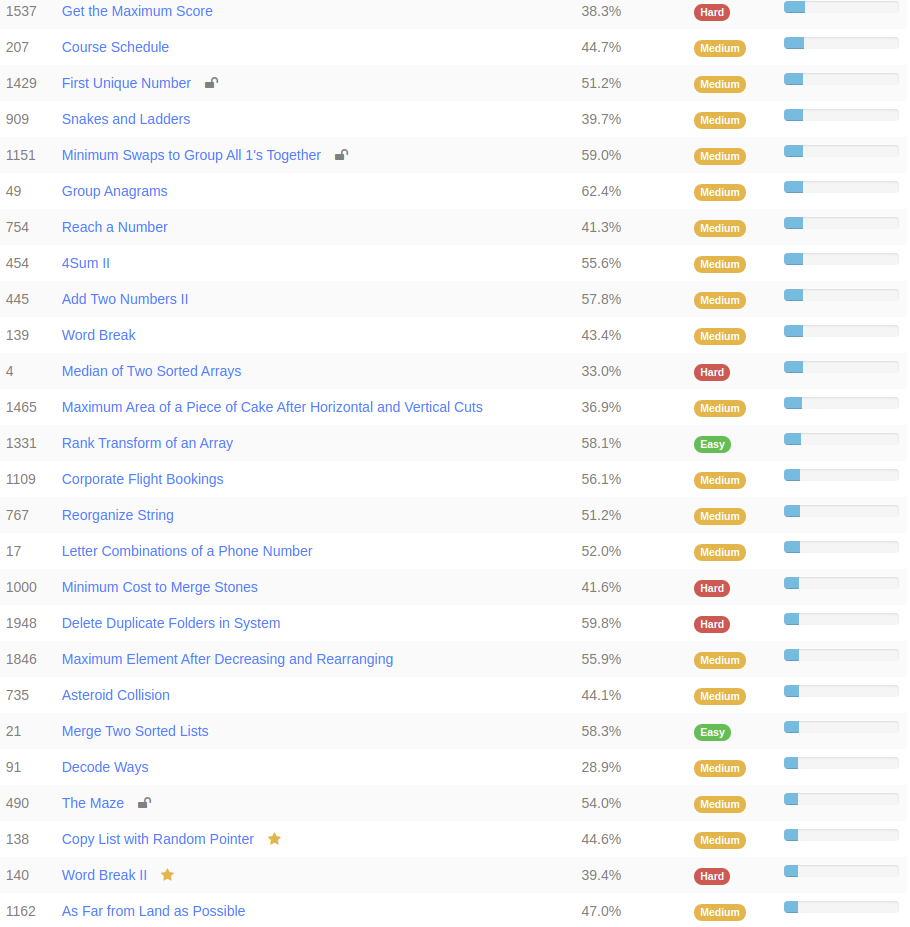 1537 Get the Maximum Score 38.3% Hard
207 Course Schedule 44.7% Medium
1429 First Unique Number 51.2% Medium
909 Snakes and Ladders 39.7% Medium
1151 Minimum Swaps to Group All 1's Together 59.0% Medium
49 Group Anagrams 62.4% Medium
754 Reach a Number 41.3% Medium
454 4Sum II 55.6% Medium
445 Add Two Numbers II 57.8% Medium
139 Word Break 43.4% Medium
4 Median of Two Sorted Arrays 33.0% Hard
1465 Maximum Area of a Piece of Cake After Horizontal and Vertical Cuts 36.9% Medium
1331 Rank Transform of an Array 58.1% Easy
1109 Corporate Flight Bookings 56.1% Medium
767 Reorganize String 51.2% Medium
17 Letter Combinations of a Phone Number 52.0% Medium
1000 Minimum Cost to Merge Stones 41.6% Hard
1948 Delete Duplicate Folders in System 59.8% Hard
1846 Maximum Element After Decreasing and Rearranging 55.9% Medium
735 Asteroid Collision 44.1% Medium
21 Merge Two Sorted Lists 58.3% Easy
91 Decode Ways 28.9% Medium
490 The Maze 54.0% Medium
138 Copy List with Random Pointer 44.6% Medium
140 Word Break II 39.4% Hard
1162 As Far from Land as Possible 47.0% Medium